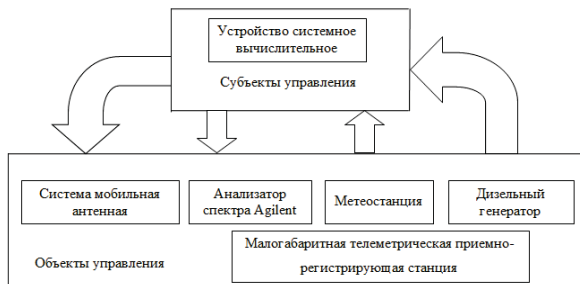 Устройство системное
вычислительное
Субъекты управления
Система мобильная
антенная
Анализатор
спектра Agilent
Метеостанция
Дизельный
генератор
Малогабаритная телеметрическая приемно-
регистрирующая станция
Объекты управления